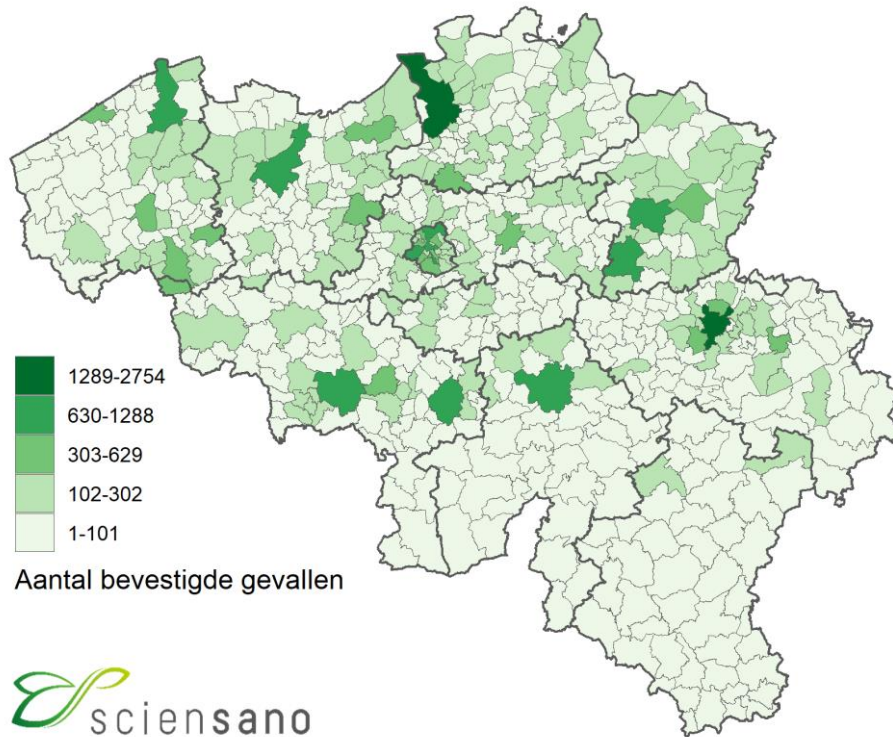 1289-2754
630-1288
303-629
102-302
1-101
Aantal bevestigde gevallen
sciensano